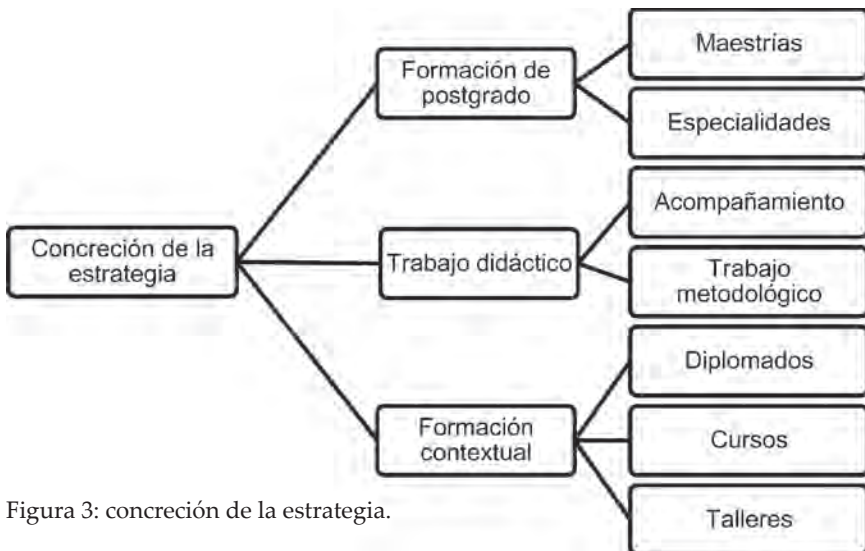 Concreción de la
estrategia
Formación de
postgrado
Maestrías
Especialidades
Trabajo didáctico
Acompañamiento
Trabajo
metodológico
Formación
contextual
Diplomados
Cursos
Talleres
Figura 3: concreción de la estrategia.